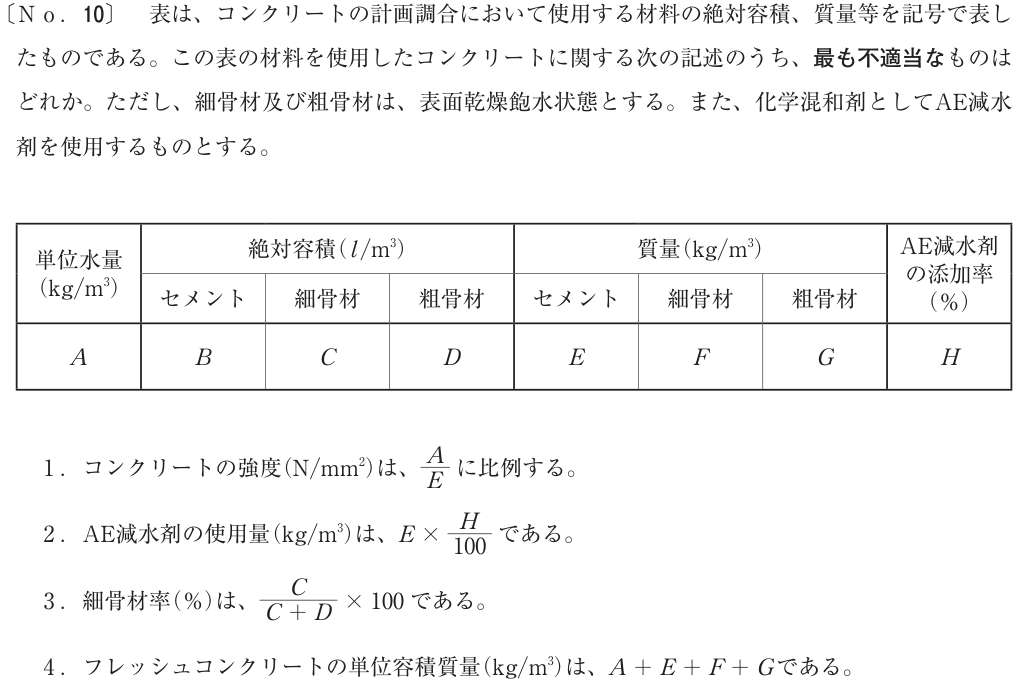 〔Ｎｏ．10〕　表は、コンクリートの計画調合において使用する材料の絶対容積、質量等を記号で表し
たものである。この表の材料を使用したコンクリートに関する次の記述のうち、最も不適当なものは
どれか。ただし、細骨材及び粗骨材は、表面乾燥飽水状態とする。また、化学混和剤としてAE減水
剤を使用するものとする。
単位水量
(kg/m³)
絶対容積(l/m³)
質量(kg/m³)
AE減水剤
の添加率
(%)
セメント 細骨材 粗骨材 セメント 細骨材 粗骨材
A B C D E F G H
1．コンクリートの強度(N/mm²)は、A/E に比例する。
2．AE減水剤の使用量(kg/m³)は、E × H/100 である。
3．細骨材率(%)は、C/(C + D) × 100 である。
4．フレッシュコンクリートの単位容積質量(kg/m³)は、A + E + F + Gである。